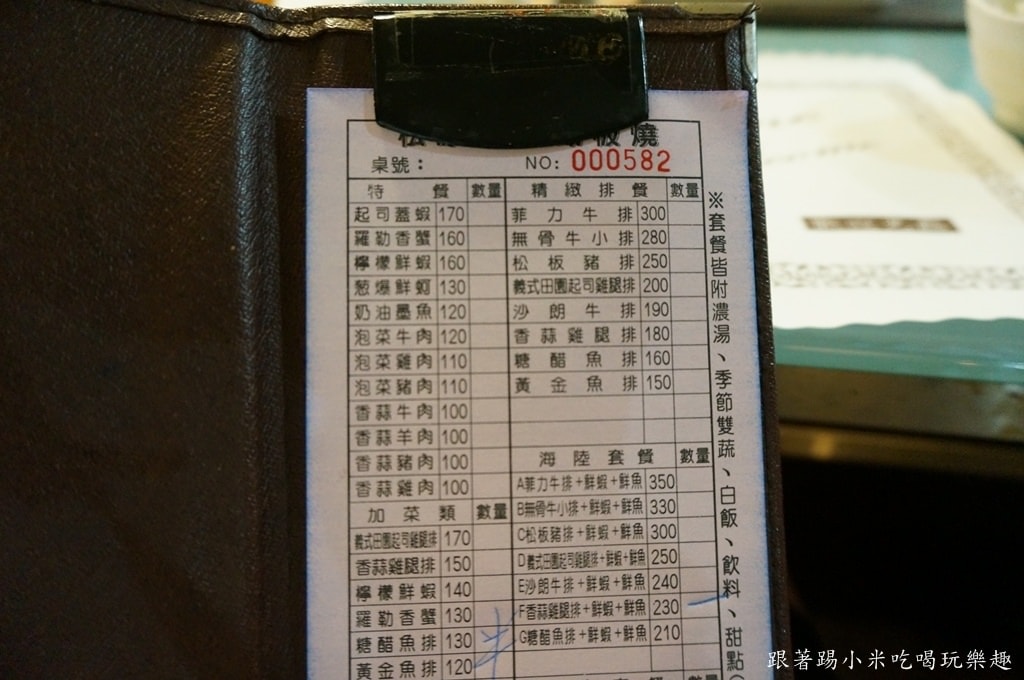 板燒
桌號：
NO: 000582
特餐 數量
起司蓋蝦 170
羅勒香蟹 160
檸檬鮮蝦 160
葱爆鮮蚵 130
奶油墨魚 120
泡菜牛肉 120
泡菜雞肉 110
泡菜豬肉 110
香蒜牛肉 100
香蒜羊肉 100
香蒜豬肉 100
香蒜雞肉 100
加菜類 數量
義式田園起司雞腿排 170
香蒜雞腿排 150
檸檬鮮蝦 140
羅勒香蟹 130
糖醋魚排 130
黃金魚排 120
精緻排餐 數量
菲力牛排 300
無骨牛小排 280
松板豬排 250
義式田園起司雞腿排 200
沙朗牛排 190
香蒜雞腿排 180
糖醋魚排 160
黃金魚排 150
海陸套餐 數量
A菲力牛排+鮮蝦+鮮魚 350
B無骨牛小排+鮮蝦+鮮魚 330
C松板豬排+鮮蝦+鮮魚 300
D義式田園起司雞腿排+鮮蝦+鮮魚 250
E沙朗牛排+鮮蝦+鮮魚 240
F香蒜雞腿排+鮮蝦+鮮魚 230
G糖醋魚排+鮮蝦+鮮魚 210
數量
※套餐皆附濃湯、季節雙蔬、白飯、飲料、甜點(
跟著踢小米吃喝玩樂趣